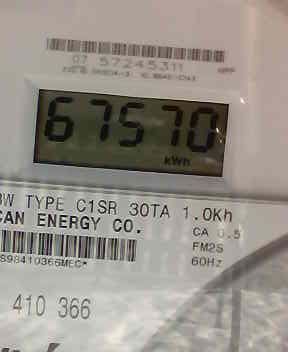 07 57245311
67570
kWh
W TYPE C1SR 30TA 1.0Kh
CAN ENERGY CO.
CA 0.5
FM2S
S98410366MEC*
60Hz
410 366